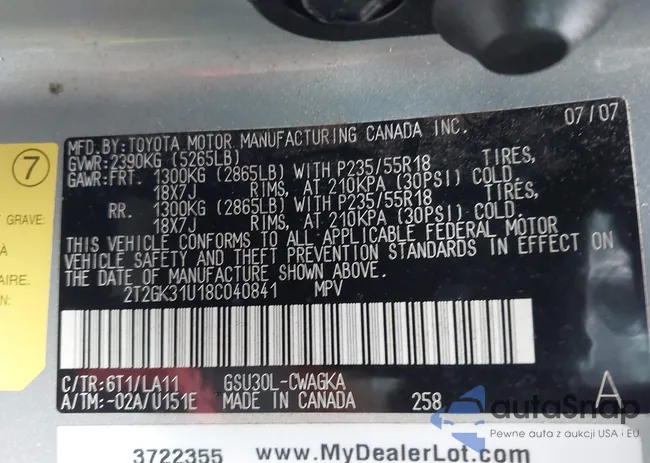 MFD.BY:TOYOTA MOTOR MANUFACTURING CANADA INC. 07/07
GVWR:2390KG (5265LB)
GAWR:FRT. 1300KG (2865LB) WITH P235/55R18 TIRES,
18X7J RIMS, AT 210KPA (30PSI) COLD.
RR. 1300KG (2865LB) WITH P235/55R18 TIRES,
18X7J RIMS, AT 210KPA (30PSI) COLD.
THIS VEHICLE CONFORMS TO ALL APPLICABLE FEDERAL MOTOR
VEHICLE SAFETY AND THEFT PREVENTION STANDARDS IN EFFECT ON
THE DATE OF MANUFACTURE SHOWN ABOVE.
2T2GK31U18C040841 MPV
C/TR:6T1/LA11 GSU30L-CWAGKA
A/TM:-02A/U151E MADE IN CANADA 258 A
7
GRAVE:
À
AIRE.
autoSnap
Pewne auta z aukcji USA i EU
3722355 www.MyDealerLot.com